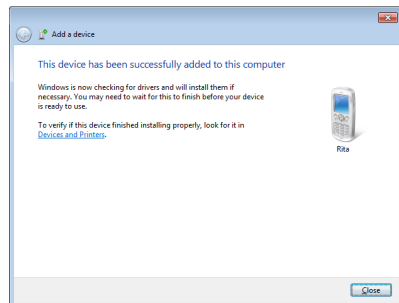 Add a device
This device has been successfully added to this computer
Windows is now checking for drivers and will install them if
necessary. You may need to wait for this to finish before your device
is ready to use.
To verify if this device finished installing properly, look for it in
Devices and Printers.
Rita
Close